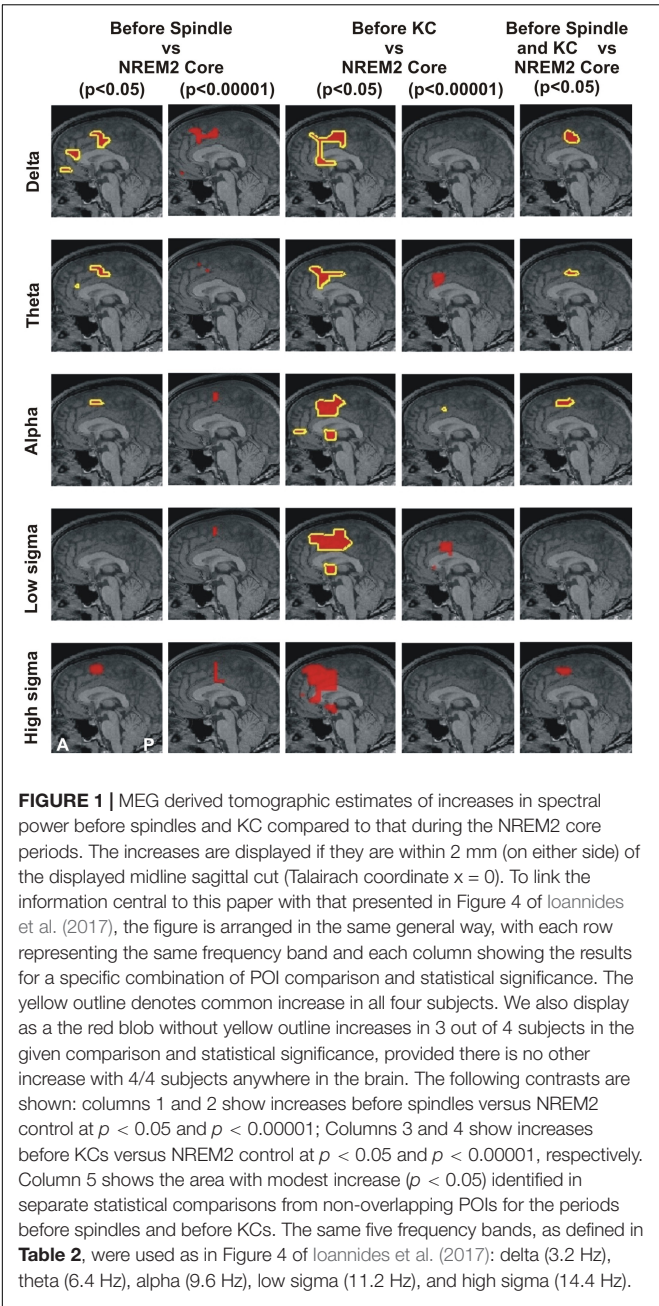 Before Spindle
vs
NREM2 Core
(p<0.05) (p<0.00001)
Before KC
vs
NREM2 Core
(p<0.05) (p<0.00001)
Before Spindle
and KC vs
NREM2 Core
(p<0.05)
Delta
Theta
Alpha
Low sigma
High sigma
A P
FIGURE 1 | MEG derived tomographic estimates of increases in spectral
power before spindles and KC compared to that during the NREM2 core
periods. The increases are displayed if they are within 2 mm (on either side) of
the displayed midline sagittal cut (Talairach coordinate x = 0). To link the
information central to this paper with that presented in Figure 4 of Ioannides
et al. (2017), the figure is arranged in the same general way, with each row
representing the same frequency band and each column showing the results
for a specific combination of POI comparison and statistical significance. The
yellow outline denotes common increase in all four subjects. We also display
as a the red blob without yellow outline increases in 3 out of 4 subjects in the
given comparison and statistical significance, provided there is no other
increase with 4/4 subjects anywhere in the brain. The following contrasts are
shown: columns 1 and 2 show increases before spindles versus NREM2
control at p < 0.05 and p < 0.00001; Columns 3 and 4 show increases
before KCs versus NREM2 control at p < 0.05 and p < 0.00001, respectively.
Column 5 shows the area with modest increase (p < 0.05) identified in
separate statistical comparisons from non-overlapping POIs for the periods
before spindles and before KCs. The same five frequency bands, as defined in
Table 2, were used as in Figure 4 of Ioannides et al. (2017): delta (3.2 Hz),
theta (6.4 Hz), alpha (9.6 Hz), low sigma (11.2 Hz), and high sigma (14.4 Hz).